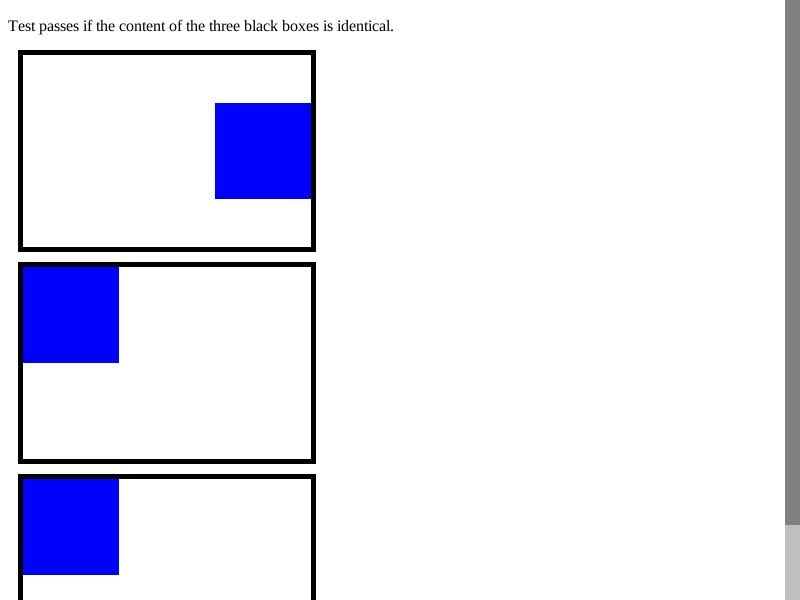 Test passes if the content of the three black boxes is identical.